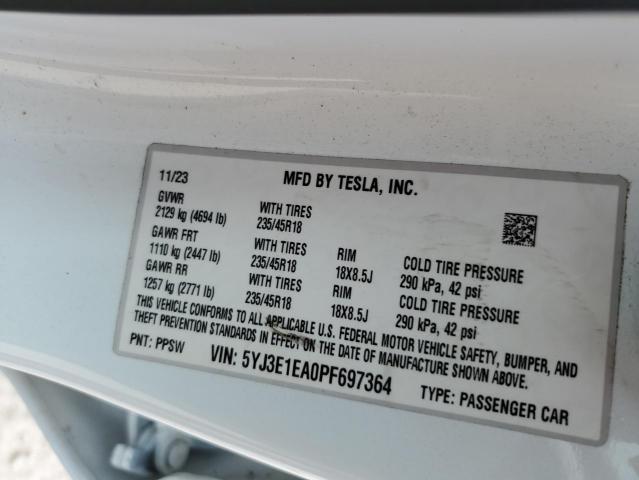 11/23 MFD BY TESLA, INC.
GVWR
2129 kg (4694 lb) WITH TIRES 235/45R18
GAWR FRT
1110 kg (2447 lb) WITH TIRES 235/45R18 RIM 18X8.5J COLD TIRE PRESSURE 290 kPa, 42 psi
GAWR RR
1257 kg (2771 lb) WITH TIRES 235/45R18 RIM 18X8.5J COLD TIRE PRESSURE 290 kPa, 42 psi
THIS VEHICLE CONFORMS TO ALL APPLICABLE U.S. FEDERAL MOTOR VEHICLE SAFETY, BUMPER, AND
THEFT PREVENTION STANDARDS IN EFFECT ON THE DATE OF MANUFACTURE SHOWN ABOVE.
PNT: PPSW VIN: 5YJ3E1EA0PF697364 TYPE: PASSENGER CAR